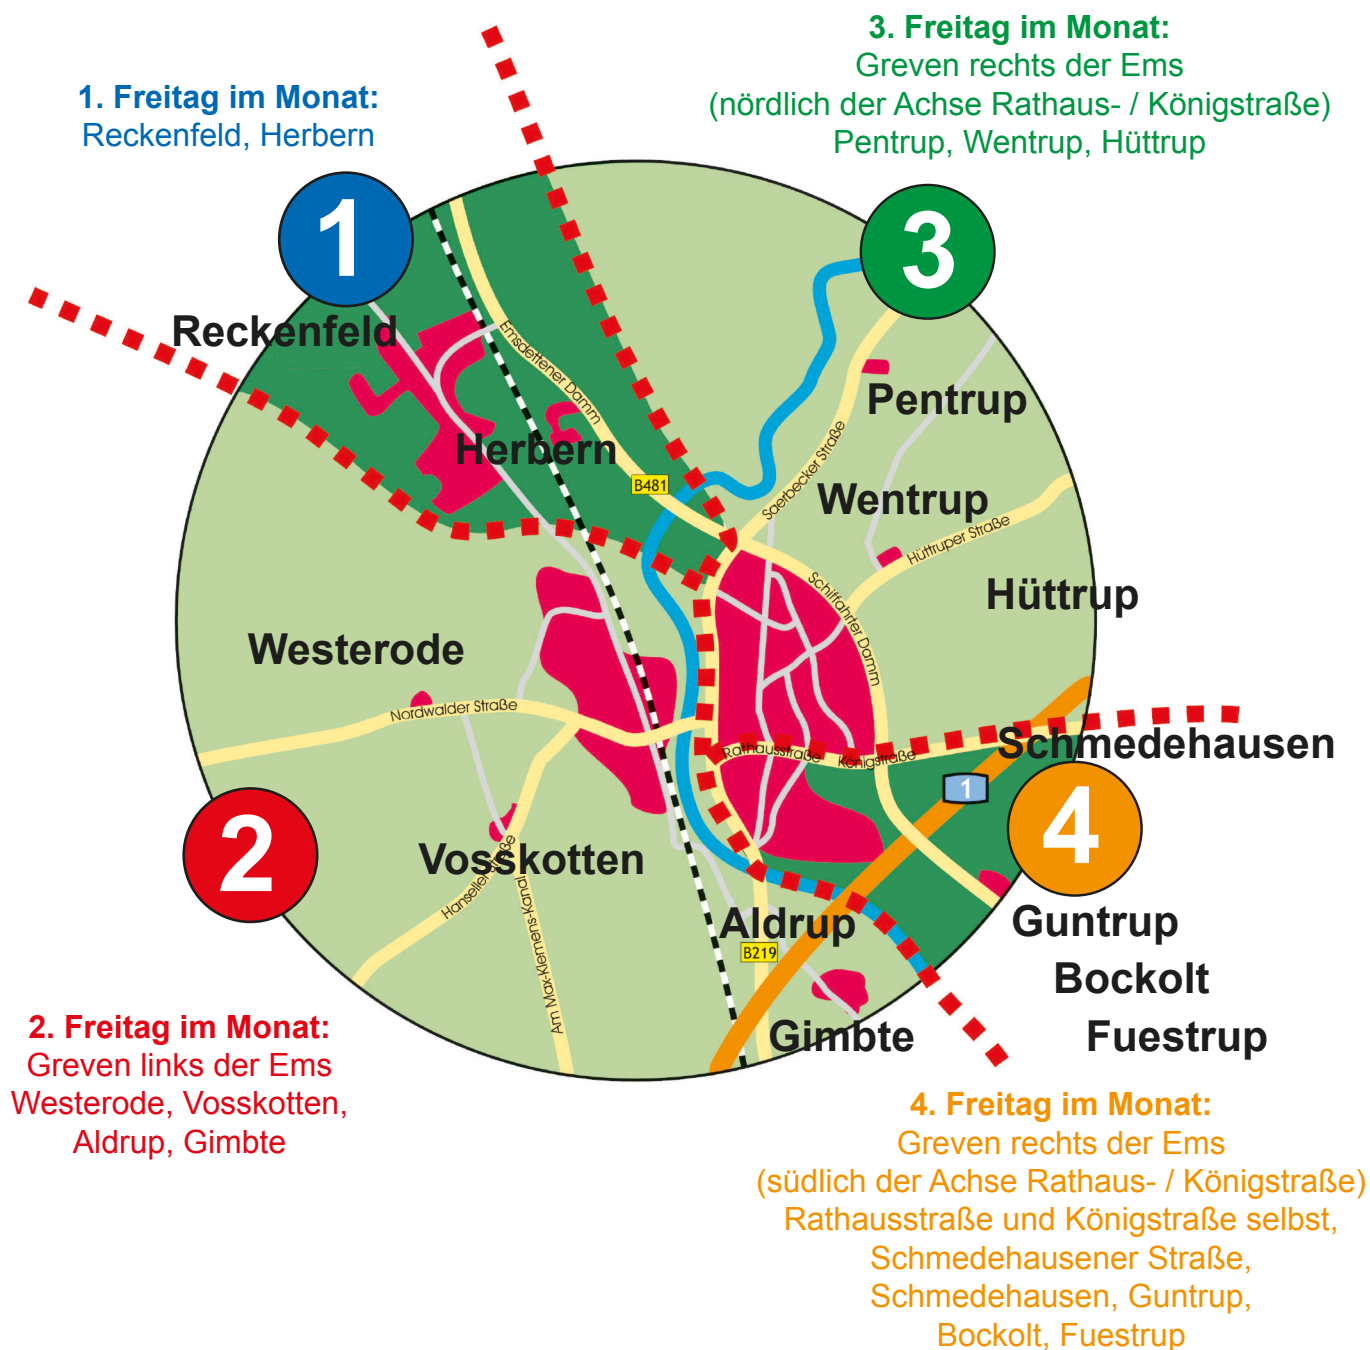 3. Freitag im Monat:
Greven rechts der Ems
(nördlich der Achse Rathaus- / Königstraße)
Pentrup, Wentrup, Hüttrup
1. Freitag im Monat:
Reckenfeld, Herbern
1
3
Reckenfeld
Emsdettener Damm
Pentrup
Herbern
B481
Saerbecker Straße
Wentrup
Hüttruper Straße
Hüttrup
Schiffahrter Damm
Westerode
Nordwalder Straße
Rathausstraße
Königstraße
Schmedehausen
1
4
2
Vosskotten
Hanseller Straße
Am Max-Klemens-Kanal
Aldrup
B219
Guntrup
Bockolt
Gimbte
Fuestrup
2. Freitag im Monat:
Greven links der Ems
Westerode, Vosskotten,
Aldrup, Gimbte
4. Freitag im Monat:
Greven rechts der Ems
(südlich der Achse Rathaus- / Königstraße)
Rathausstraße und Königstraße selbst,
Schmedehausener Straße,
Schmedehausen, Guntrup,
Bockolt, Fuestrup